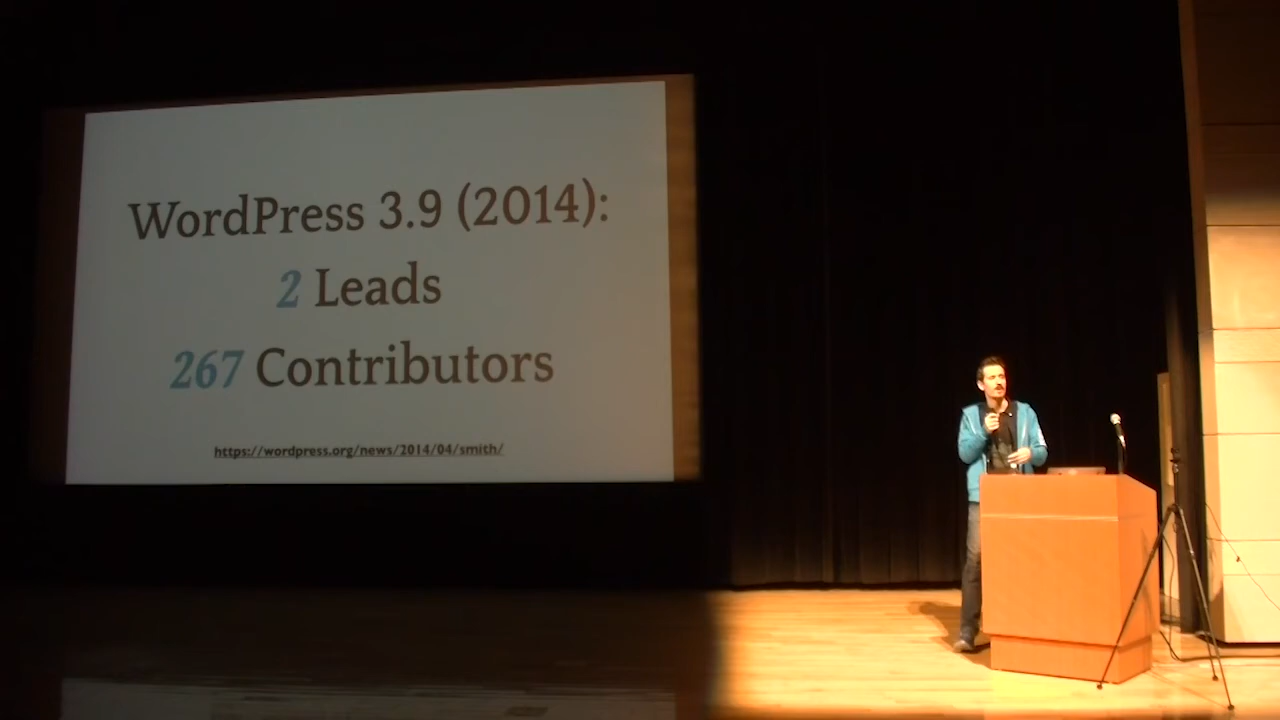 WordPress 3.9 (2014):
2 Leads
267 Contributors
https://wordpress.org/news/2014/04/smith/